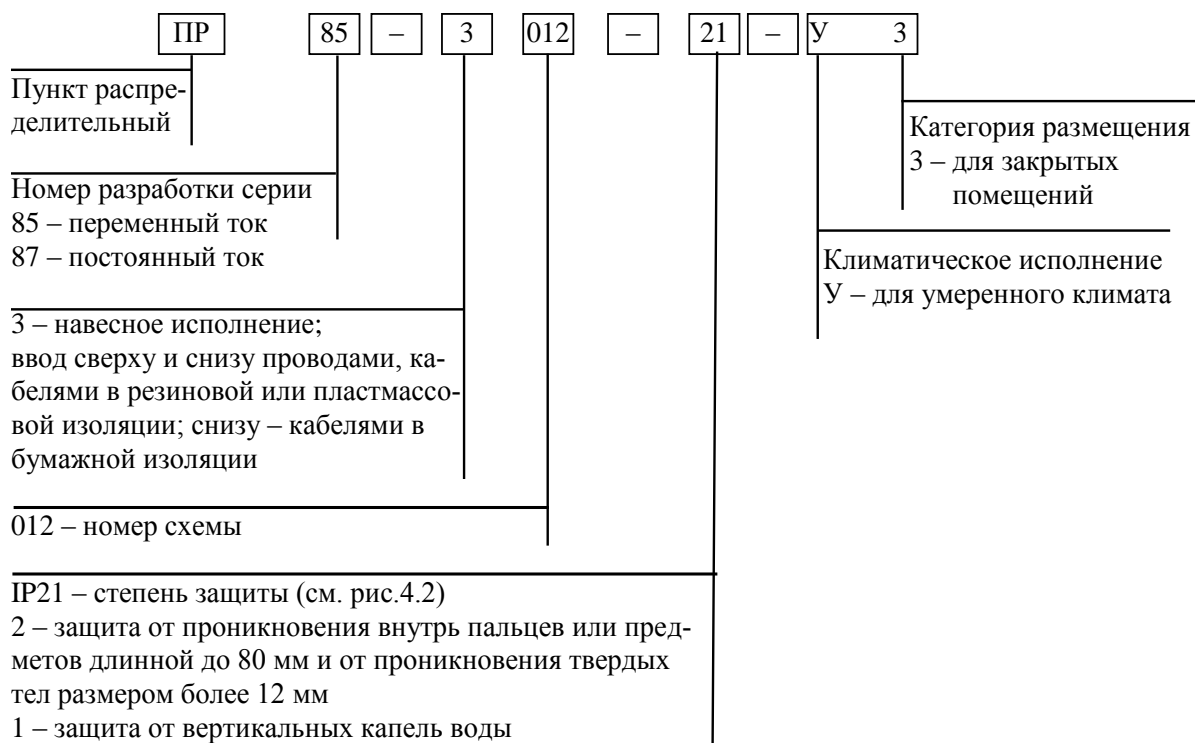 ПР 85 – 3 012 – 21 – У 3
Пункт распре-
делительный
Номер разработки серии
85 – переменный ток
87 – постоянный ток
3 – навесное исполнение;
ввод сверху и снизу проводами, ка-
белями в резиновой или пластмассо-
вой изоляции; снизу – кабелями в
бумажной изоляции
012 – номер схемы
IP21 – степень защиты (см. рис.4.2)
2 – защита от проникновения внутрь пальцев или пред-
метов длинной до 80 мм и от проникновения твердых
тел размером более 12 мм
1 – защита от вертикальных капель воды
Категория размещения
3 – для закрытых
помещений
Климатическое исполнение
У – для умеренного климата